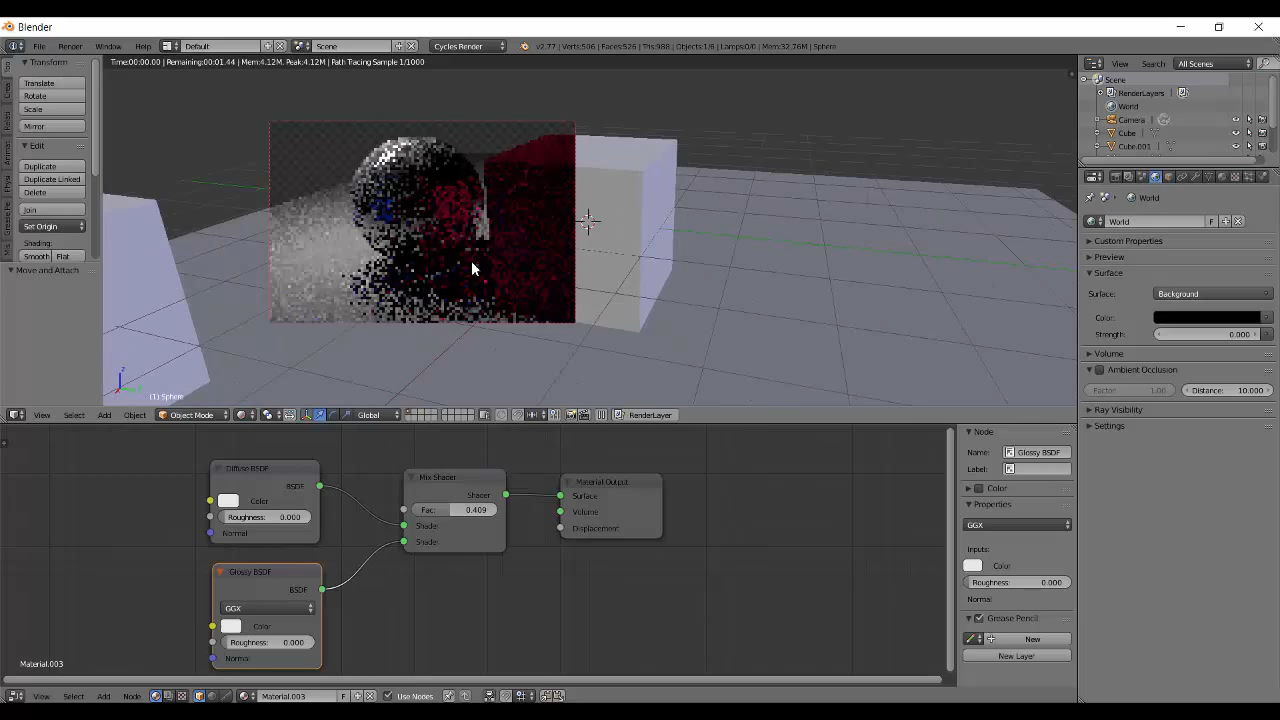 Blender
File Render Window Help Default Scene Cycles Render v2.77 | Verts:506 | Faces:526 | Tris:988 | Objects:1/6 | Lamps:0/0 | Mem:32.76M | Sphere
Time:00:00.00 | Remaining:00:01.44 | Mem:4.12M, Peak:4.12M | Path Tracing Sample 1/1000
Transform
Translate
Rotate
Scale
Mirror
Edit
Duplicate
Duplicate Linked
Delete
Join
Set Origin
Shading:
Smooth Flat
Move and Attach
(1) Sphere
View Select Add Object Object Mode Global RenderLayer
View Search All Scenes
Scene
RenderLayers
World
Camera
Cube
Cube.001
World
World F
Custom Properties
Preview
Surface
Surface: Background
Color:
Strength: 0.000
Volume
Ambient Occlusion
Factor: 1.00 Distance: 10.000
Ray Visibility
Settings
Diffuse BSDF
BSDF
Color
Roughness: 0.000
Normal
Glossy BSDF
BSDF
GGX
Color
Roughness: 0.000
Normal
Mix Shader
Shader
Fac: 0.409
Shader
Shader
Material Output
Surface
Volume
Displacement
Material.003
Node
Name: Glossy BSDF
Label:
Color
Properties
GGX
Inputs:
Color
Roughness: 0.000
Normal
Grease Pencil
New
New Layer
View Select Add Node Material.003 F Use Nodes